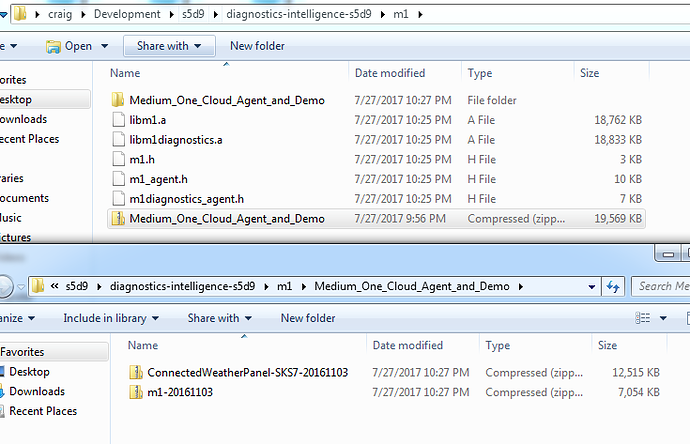 craig ▸ Development ▸ s5d9 ▸ diagnostics-intelligence-s5d9 ▸ m1 ▸
Open Share with New folder
Name Date modified Type Size
Medium_One_Cloud_Agent_and_Demo 7/27/2017 10:27 PM File folder
libm1.a 7/27/2017 10:25 PM A File 18,762 KB
libm1diagnostics.a 7/27/2017 10:25 PM A File 18,833 KB
m1.h 7/27/2017 10:25 PM H File 3 KB
m1_agent.h 7/27/2017 10:25 PM H File 10 KB
m1diagnostics_agent.h 7/27/2017 10:25 PM H File 7 KB
Medium_One_Cloud_Agent_and_Demo 7/27/2017 9:56 PM Compressed (zipp... 19,569 KB
vorites
esktop
ownloads
ecent Places
raries
ocuments
usic
ictures
« s5d9 ▸ diagnostics-intelligence-s5d9 ▸ m1 ▸ Medium_One_Cloud_Agent_and_Demo ▸ Search Me
anize Include in library Share with New folder
Favorites
Desktop
Downloads
Recent Places
Name Date modified Type Size
ConnectedWeatherPanel-SKS7-20161103 7/27/2017 10:27 PM Compressed (zipp... 12,515 KB
m1-20161103 7/27/2017 10:27 PM Compressed (zipp... 7,054 KB